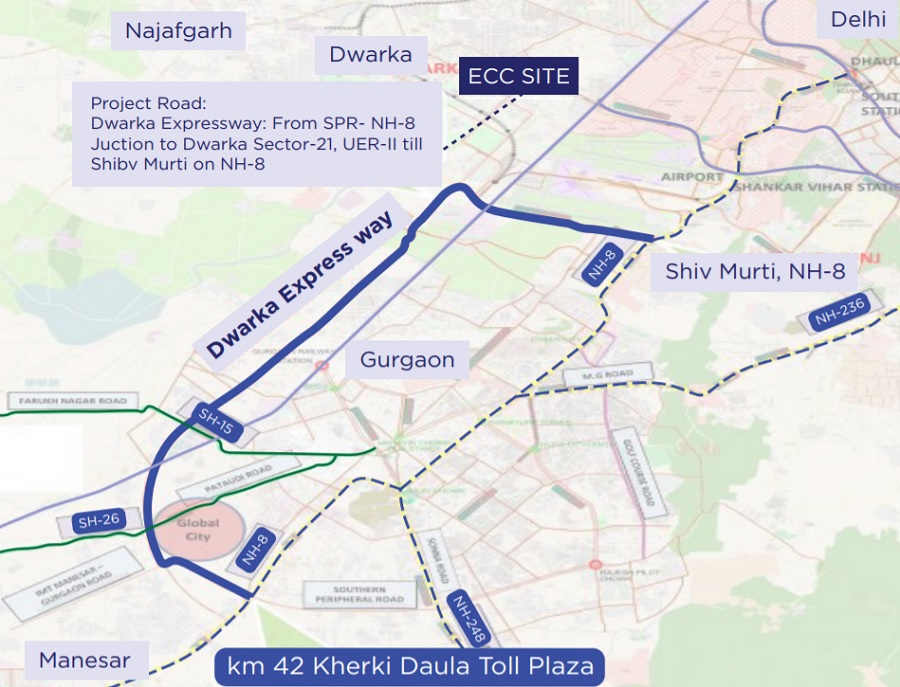 Najafgarh
Delhi
Dwarka
ECC SITE
Project Road:
Dwarka Expressway: From SPR- NH-8
Juction to Dwarka Sector-21, UER-II till
Shibv Murti on NH-8
AIRPORT
SHANKAR VIHAR STATI
Dwarka Express way
NH-8
Shiv Murti, NH-8
NH-236
Gurgaon
M.G ROAD
FARUKH NAGAR ROAD
SH-15
PATAUDI ROAD
GOLF COURSE ROAD
SH-26
Global
City
NH-8
IMT MANESAR –
GURGAON ROAD
SOHNA ROAD
SOUTHERN
PERIPHERAL ROAD
NH-248
Manesar
km 42 Kherki Daula Toll Plaza